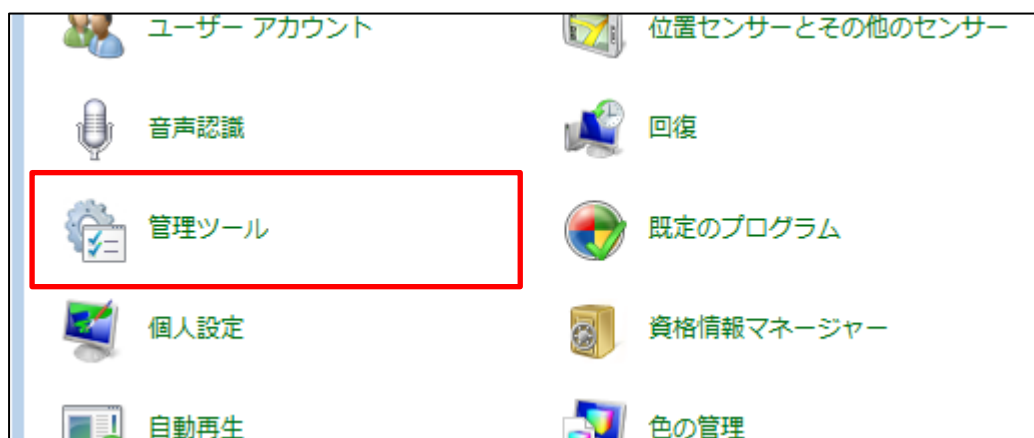 ユーザー アカウント
位置センサーとその他のセンサー
音声認識
回復
管理ツール
既定のプログラム
個人設定
資格情報マネージャー
自動再生
色の管理